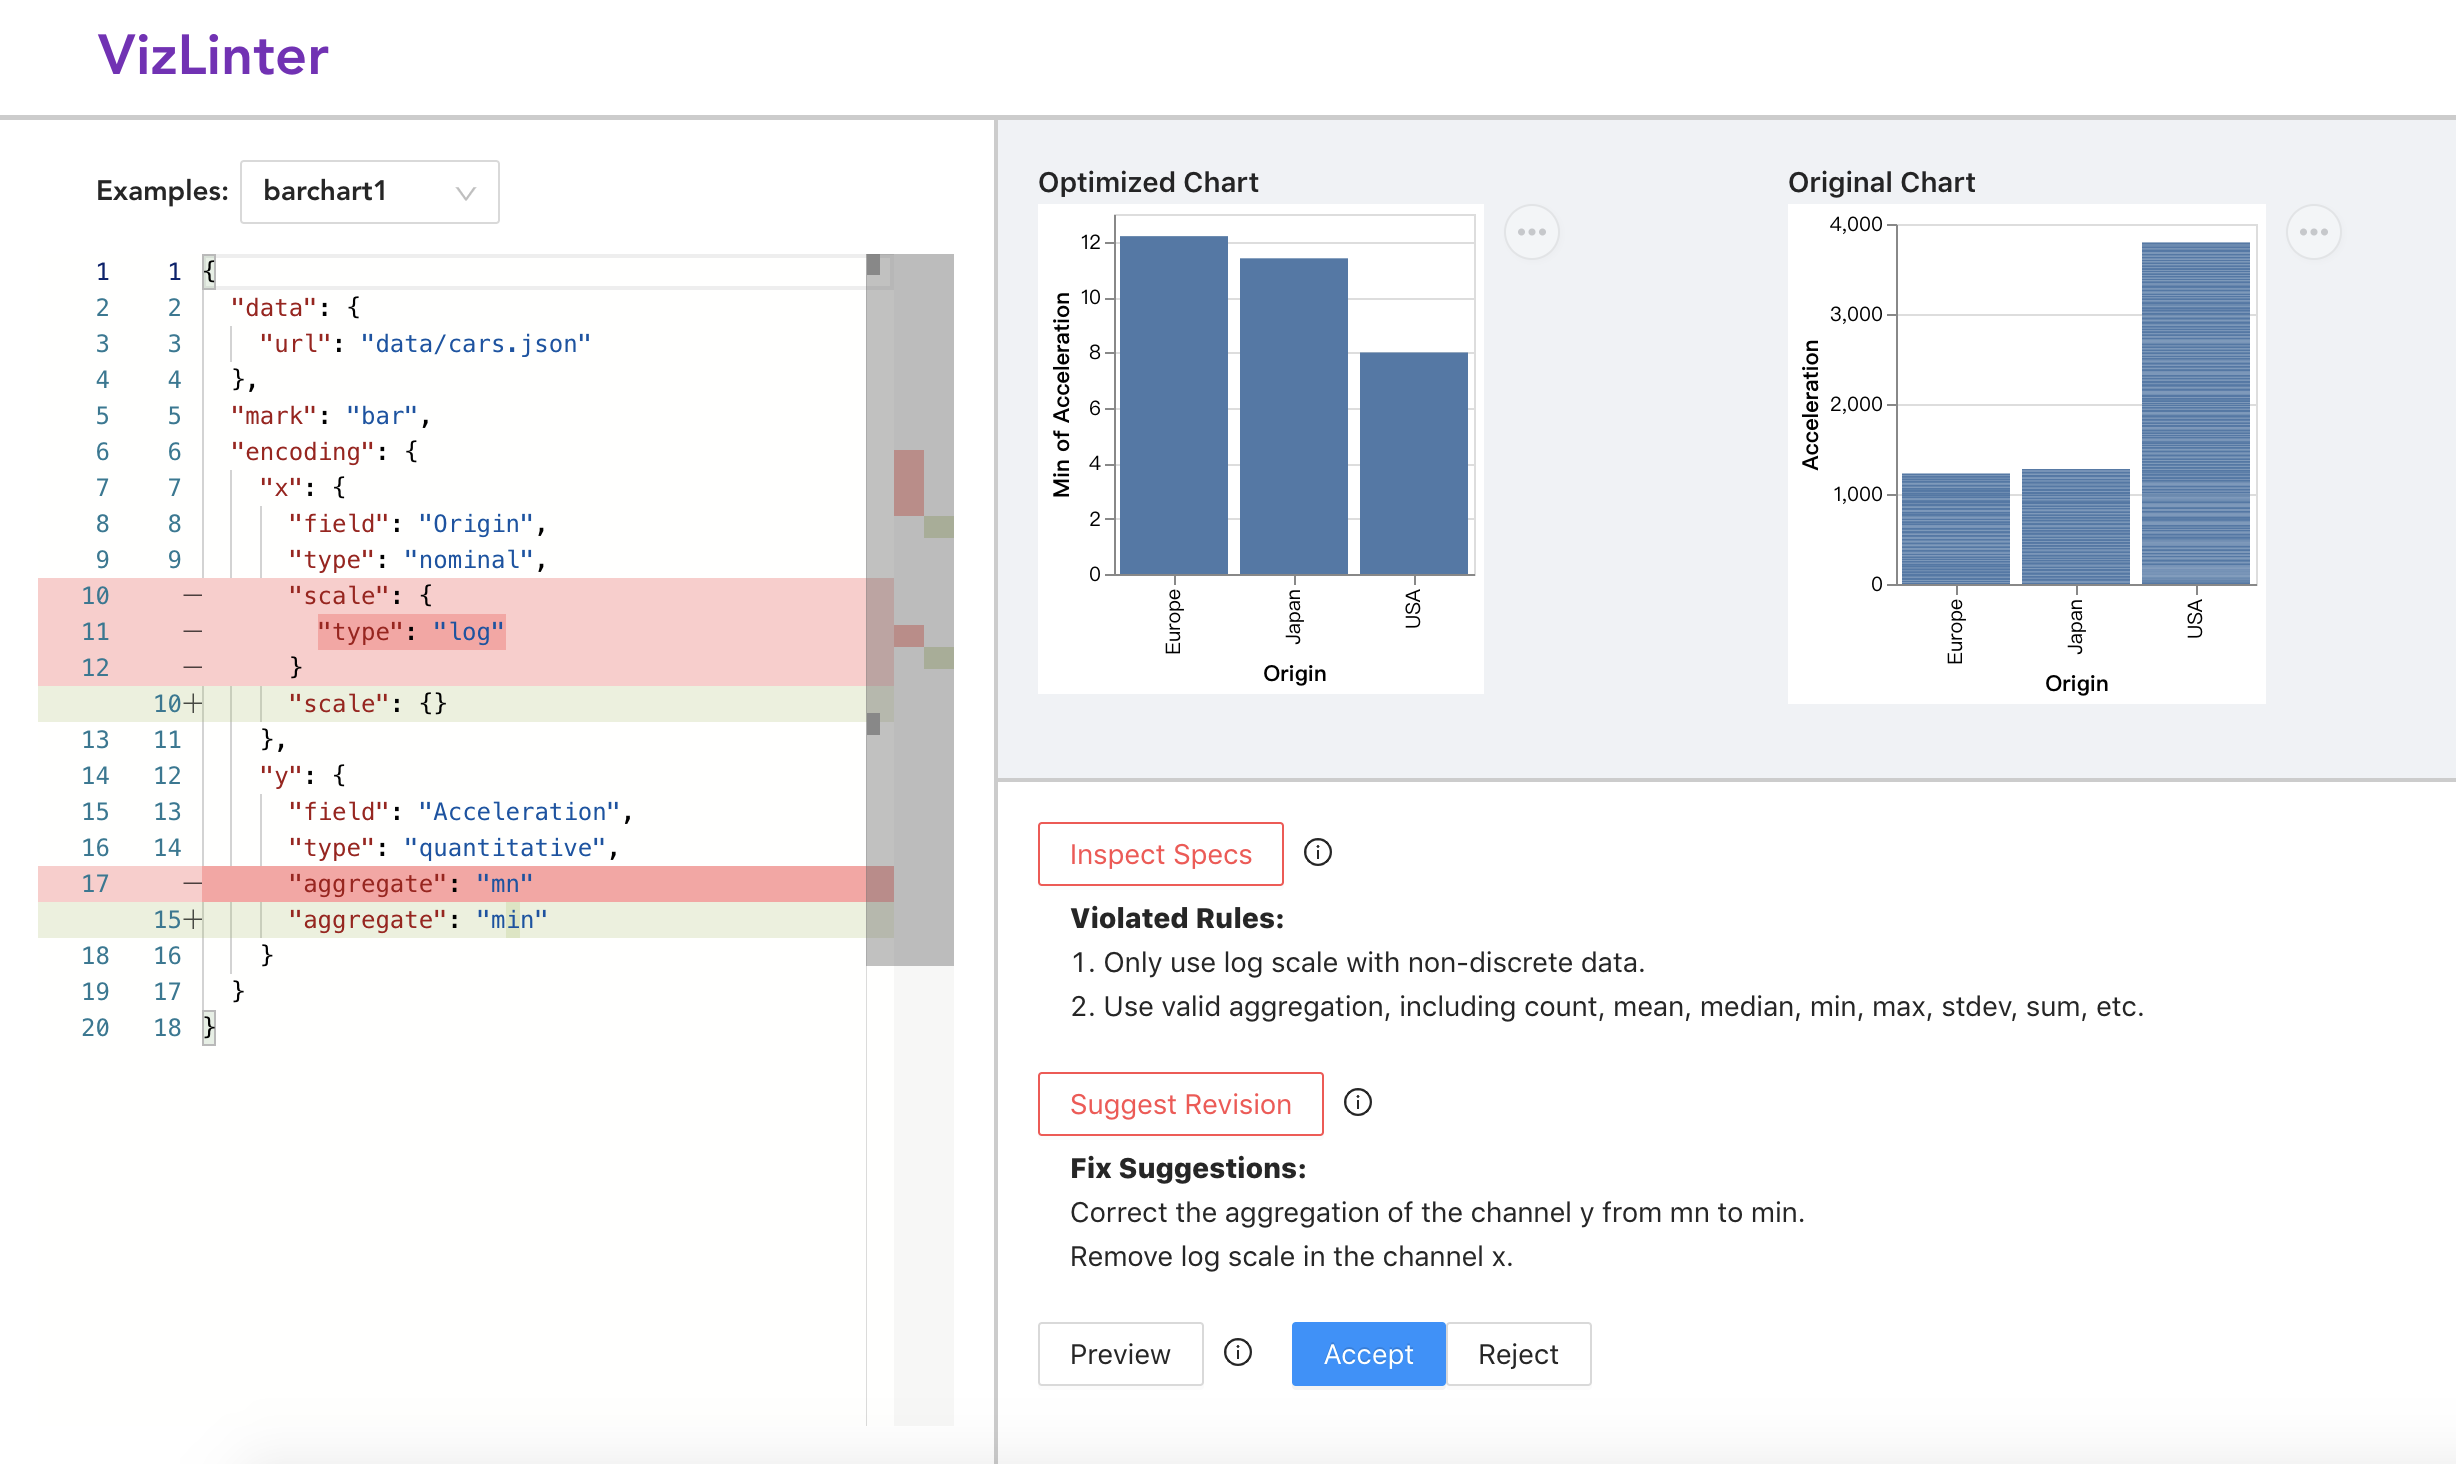 VizLinter
Examples: barchart1
1 1 {
2 2 "data": {
3 3 "url": "data/cars.json"
4 4 },
5 5 "mark": "bar",
6 6 "encoding": {
7 7 "x": {
8 8 "field": "Origin",
9 9 "type": "nominal",
10 — "scale": {
11 — "type": "log"
12 — }
10+ "scale": {}
13 11 },
14 12 "y": {
15 13 "field": "Acceleration",
16 14 "type": "quantitative",
17 — "aggregate": "mn"
15+ "aggregate": "min"
18 16 }
19 17 }
20 18 }
Optimized Chart
12
10
8
6
4
2
0
Min of Acceleration
Europe
Japan
USA
Origin
Original Chart
4,000
3,000
2,000
1,000
0
Acceleration
Europe
Japan
USA
Origin
Inspect Specs
Violated Rules:
1. Only use log scale with non-discrete data.
2. Use valid aggregation, including count, mean, median, min, max, stdev, sum, etc.
Suggest Revision
Fix Suggestions:
Correct the aggregation of the channel y from mn to min.
Remove log scale in the channel x.
Preview Accept Reject